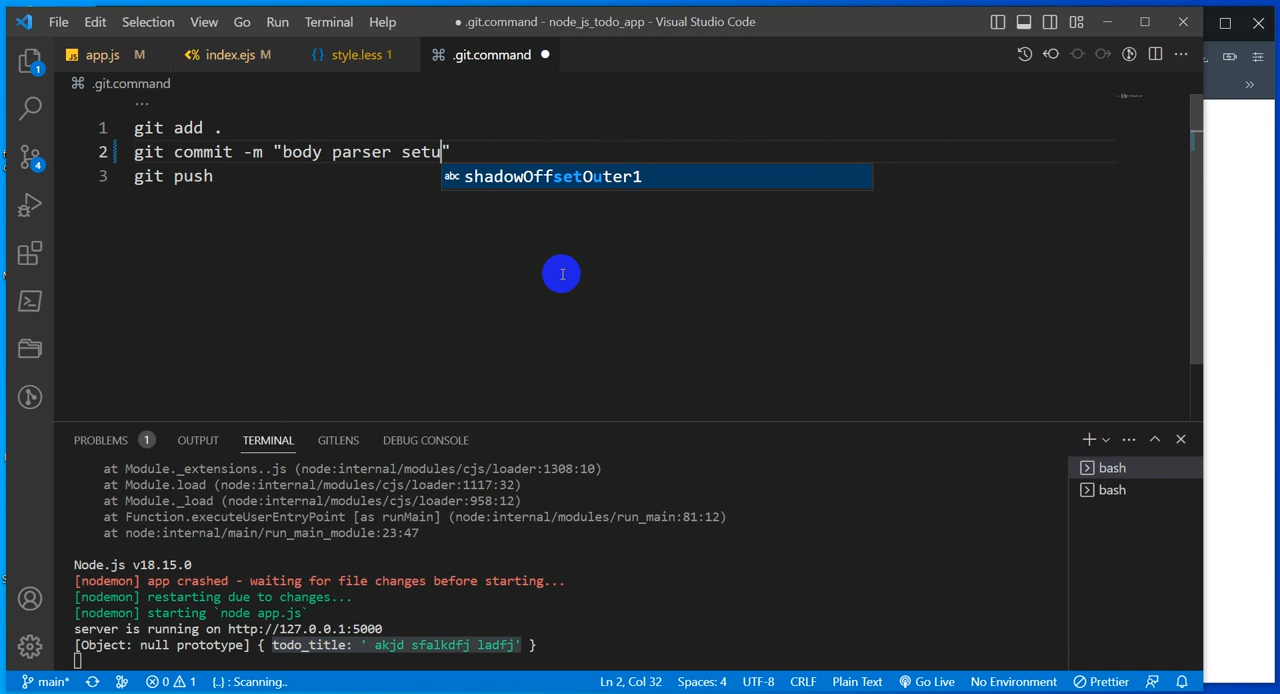 File Edit Selection View Go Run Terminal Help ● .git.command - node_js_todo_app - Visual Studio Code
app.js M index.ejs M {} style.less 1 .git.command ●
.git.command
...
1 git add .
2 git commit -m "body parser setu"
abc shadowOffsetOuter1
3 git push
1
4
PROBLEMS 1 OUTPUT TERMINAL GITLENS DEBUG CONSOLE
at Module._extensions..js (node:internal/modules/cjs/loader:1308:10)
at Module.load (node:internal/modules/cjs/loader:1117:32)
at Module._load (node:internal/modules/cjs/loader:958:12)
at Function.executeUserEntryPoint [as runMain] (node:internal/modules/run_main:81:12)
at node:internal/main/run_main_module:23:47
Node.js v18.15.0
[nodemon] app crashed - waiting for file changes before starting...
[nodemon] restarting due to changes...
[nodemon] starting `node app.js`
server is running on http://127.0.0.1:5000
[Object: null prototype] { todo_title: ' akjd sfalkdfj ladfj' }
bash
bash
main* 0 1 {..} : Scanning.. Ln 2, Col 32 Spaces: 4 UTF-8 CRLF Plain Text Go Live No Environment Prettier